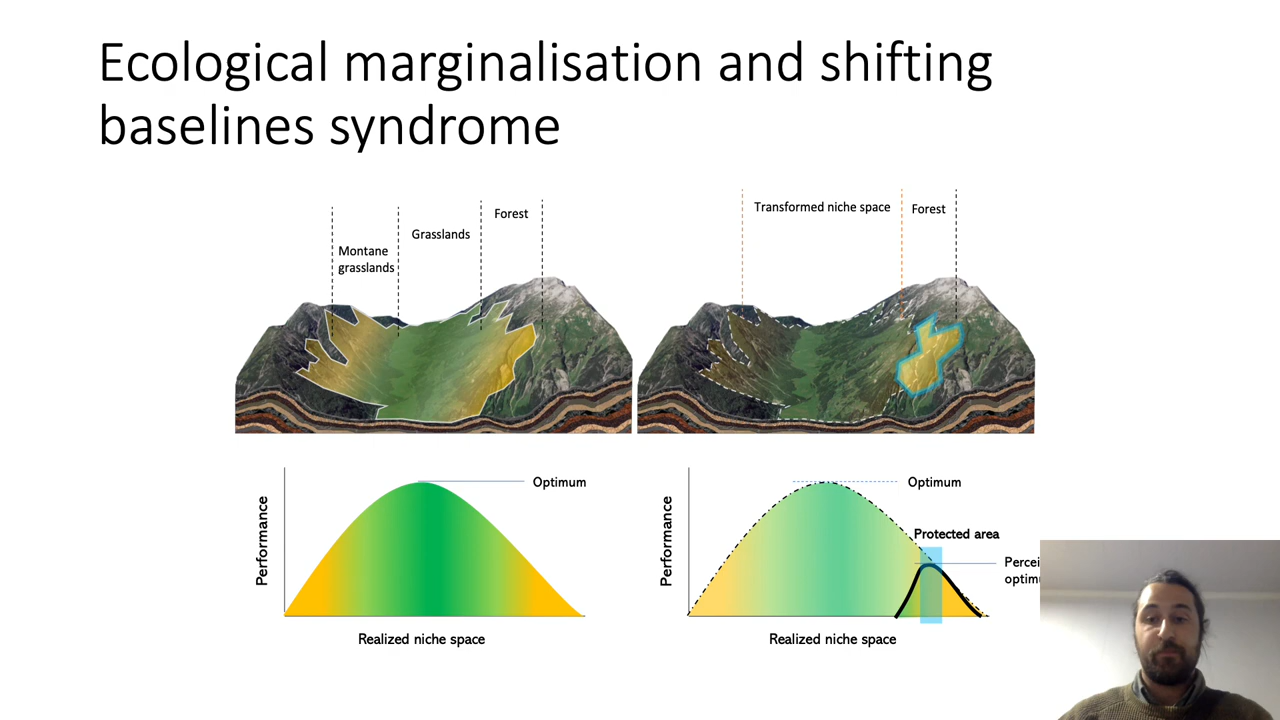 Ecological marginalisation and shifting
baselines syndrome
Montane
grasslands
Grasslands
Forest
Transformed niche space
Forest
Performance
Optimum
Realized niche space
Performance
Optimum
Protected area
Realized niche space